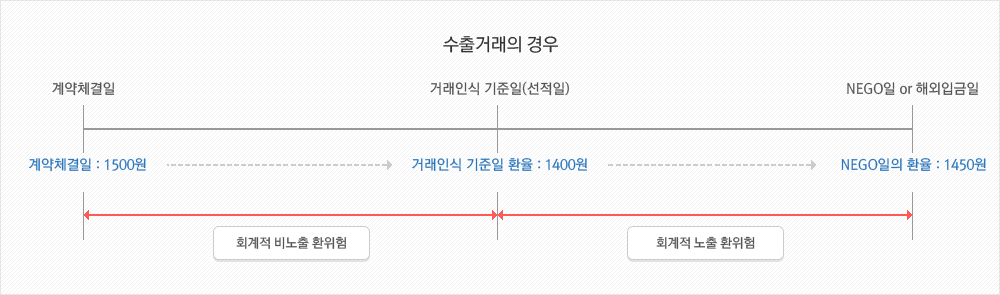 수출거래의 경우
계약체결일
거래인식 기준일(선적일)
NEGO일 or 해외입금일
계약체결일 : 1500원
거래인식 기준일 환율 : 1400원
NEGO일의 환율 : 1450원
회계적 비노출 환위험
회계적 노출 환위험